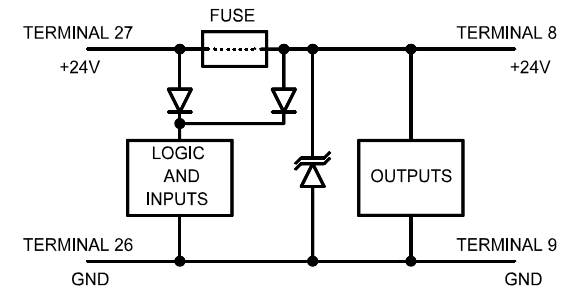 FUSE
TERMINAL 27
TERMINAL 8
+24V
+24V
LOGIC
AND
INPUTS
OUTPUTS
TERMINAL 26
TERMINAL 9
GND
GND